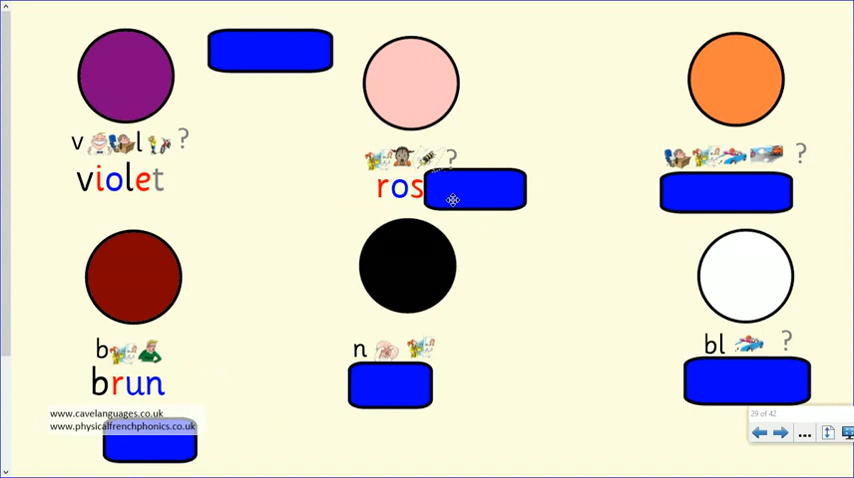 v l ?
violet
?
ros
?
b
brun
n
bl ?
www.cavelanguages.co.uk
www.physicalfrenchphonics.co.uk
29 of 42
...